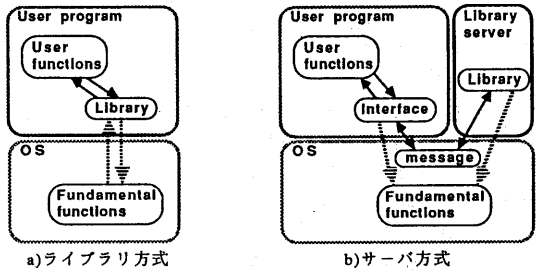 User program
User
functions
Library
OS
Fundamental
functions
a)ライブラリ方式
User program
User
functions
Interface
Library
server
Library
OS
message
Fundamental
functions
b)サーバ方式